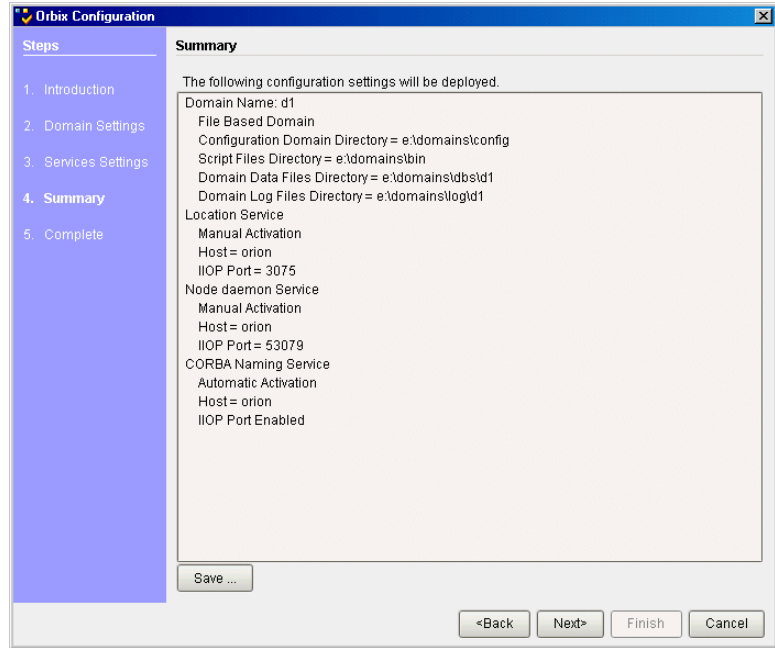 Orbix Configuration
Steps
1. Introduction
2. Domain Settings
3. Services Settings
4. Summary
5. Complete
Summary
The following configuration settings will be deployed.
Domain Name: d1
File Based Domain
Configuration Domain Directory = e:\domains\config
Script Files Directory = e:\domains\bin
Domain Data Files Directory = e:\domains\dbs\d1
Domain Log Files Directory = e:\domains\log\d1
Location Service
Manual Activation
Host = orion
IIOP Port = 3075
Node daemon Service
Manual Activation
Host = orion
IIOP Port = 53079
CORBA Naming Service
Automatic Activation
Host = orion
IIOP Port Enabled
Save ...
<Back Next> Finish Cancel